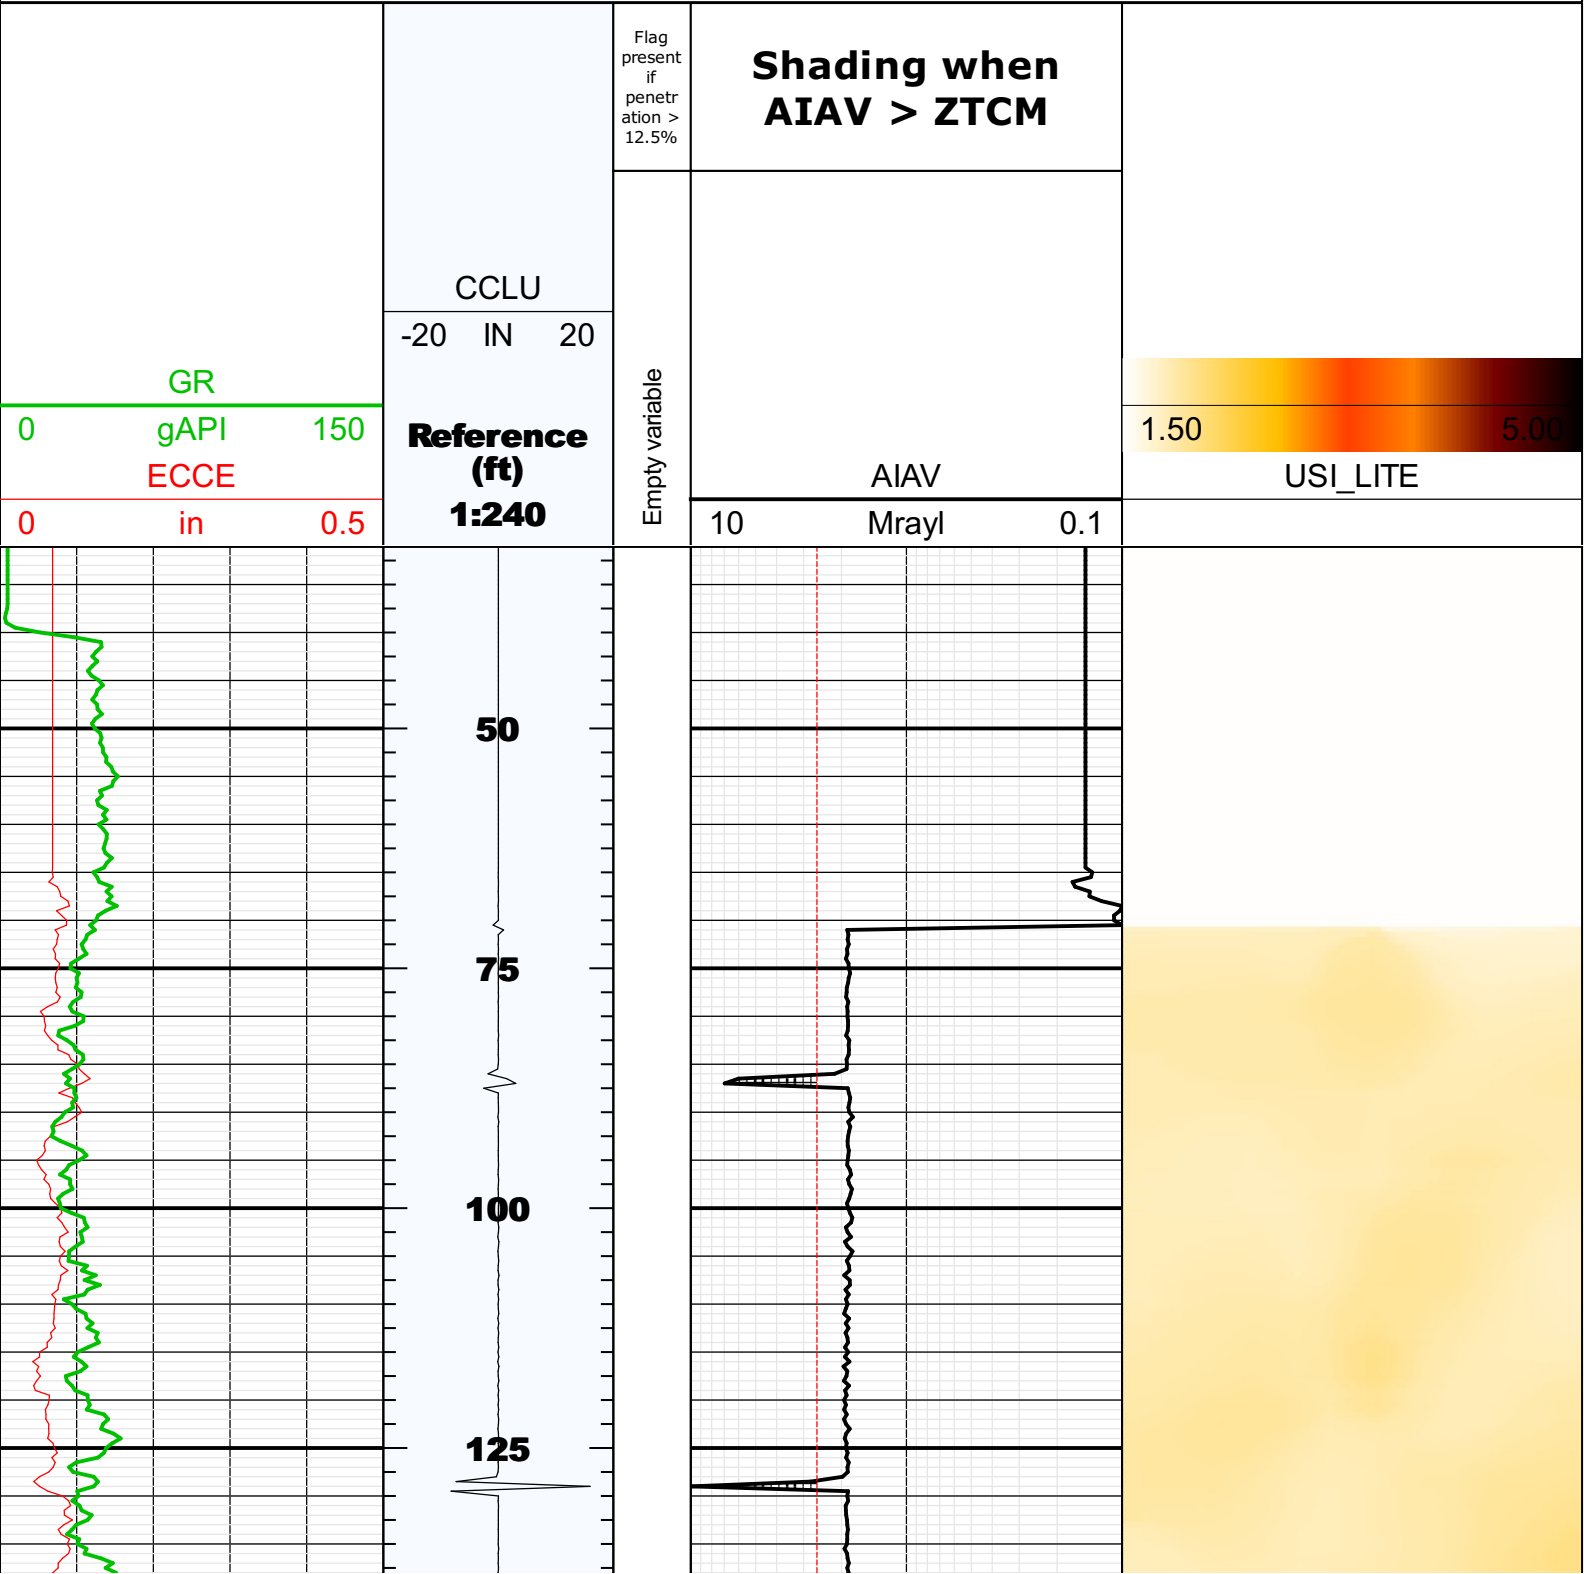 Flag
present
if
penetr
ation >
12.5%
Shading when
AIAV > ZTCM
CCLU
-20 IN 20
GR
0 gAPI 150
ECCE
0 in 0.5
Reference
(ft)
1:240
Empty variable
AIAV
10 Mrayl 0.1
1.50 5.00
USI_LITE
50
75
100
125